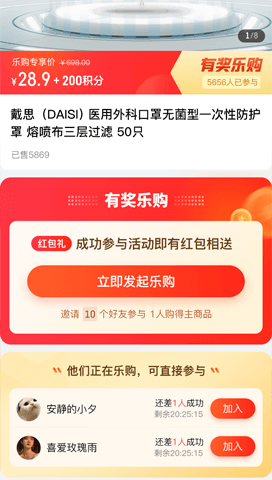 1/8
乐购专享价 ¥698.00
¥28.9+200积分
有奖乐购
5656人已参与
戴思（DAISI) 医用外科口罩无菌型一次性防护罩 熔喷布三层过滤 50只
已售5869
有奖乐购
红包礼 成功参与活动即有红包相送
立即发起乐购
邀请 10 个好友参与 1人购得主商品
他们正在乐购，可直接参与
安静的小夕
还差1人成功
剩余20:25:15
加入
喜爱玫瑰雨
还差1人成功
剩余20:25:15
加入